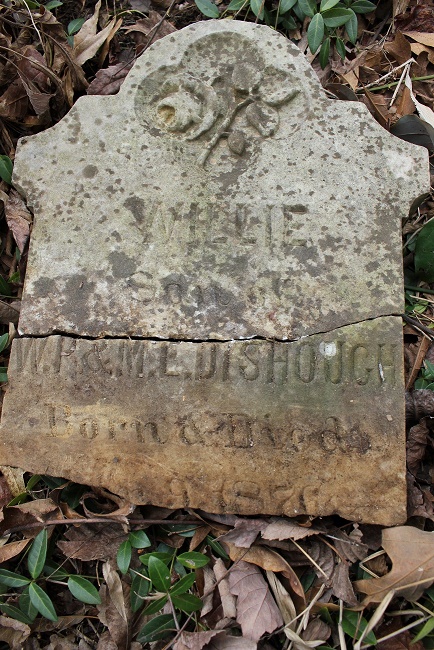 WILLIE
Son of
W.P. & M.E. DISHOUGH
Born & Died